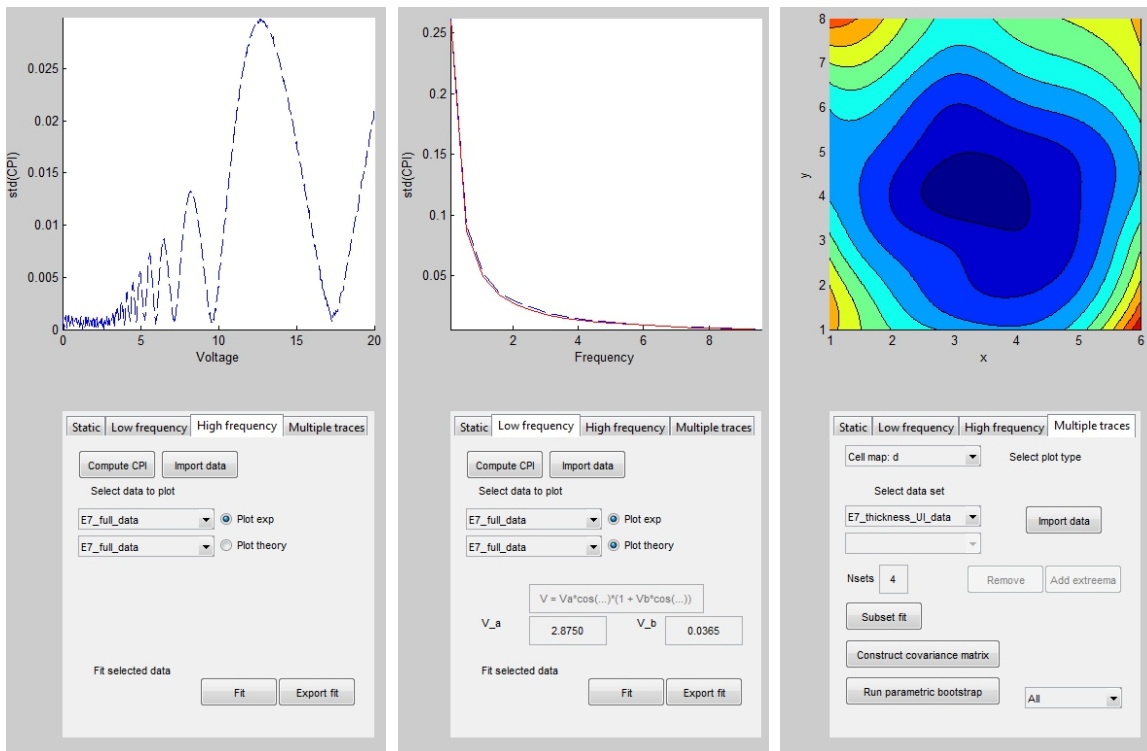 0.025
0.02
0.015
0.01
0.005
0
std(CPI)
0 5 10 15 20
Voltage
Static Low frequency High frequency Multiple traces
Compute CPI Import data
Select data to plot
E7_full_data Plot exp
E7_full_data Plot theory
Fit selected data
Fit Export fit
0.25
0.2
0.15
0.1
0.05
std(CPI)
2 4 6 8
Frequency
Static Low frequency High frequency Multiple traces
Compute CPI Import data
Select data to plot
E7_full_data Plot exp
E7_full_data Plot theory
V = Va*cos(...)*(1 + Vb*cos(...))
V_a 2.8750 V_b 0.0365
Fit selected data
Fit Export fit
8
7
6
5
4
3
2
1
y
1 2 3 4 5 6
x
Static Low frequency High frequency Multiple traces
Cell map: d Select plot type
Select data set
E7_thickness_UI_data Import data
Nsets 4 Remove Add extreema
Subset fit
Construct covariance matrix
Run parametric bootstrap All